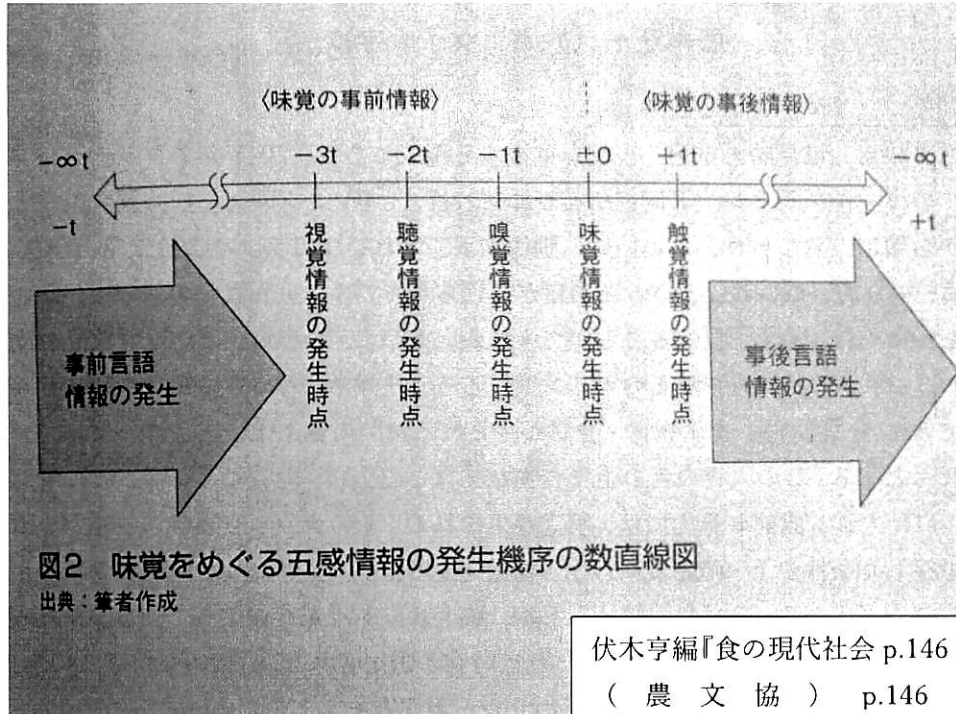 〈味覚の事前情報〉 〈味覚の事後情報〉
−∞t −3t −2t −1t ±0 +1t −∞t
−t +t
視覚情報の発生時点
聴覚情報の発生時点
嗅覚情報の発生時点
味覚情報の発生時点
触覚情報の発生時点
事前言語
情報の発生
事後言語
情報の発生
図2 味覚をめぐる五感情報の発生機序の数直線図
出典：筆者作成
伏木亨編『食の現代社会 p.146
(農文協) p.146